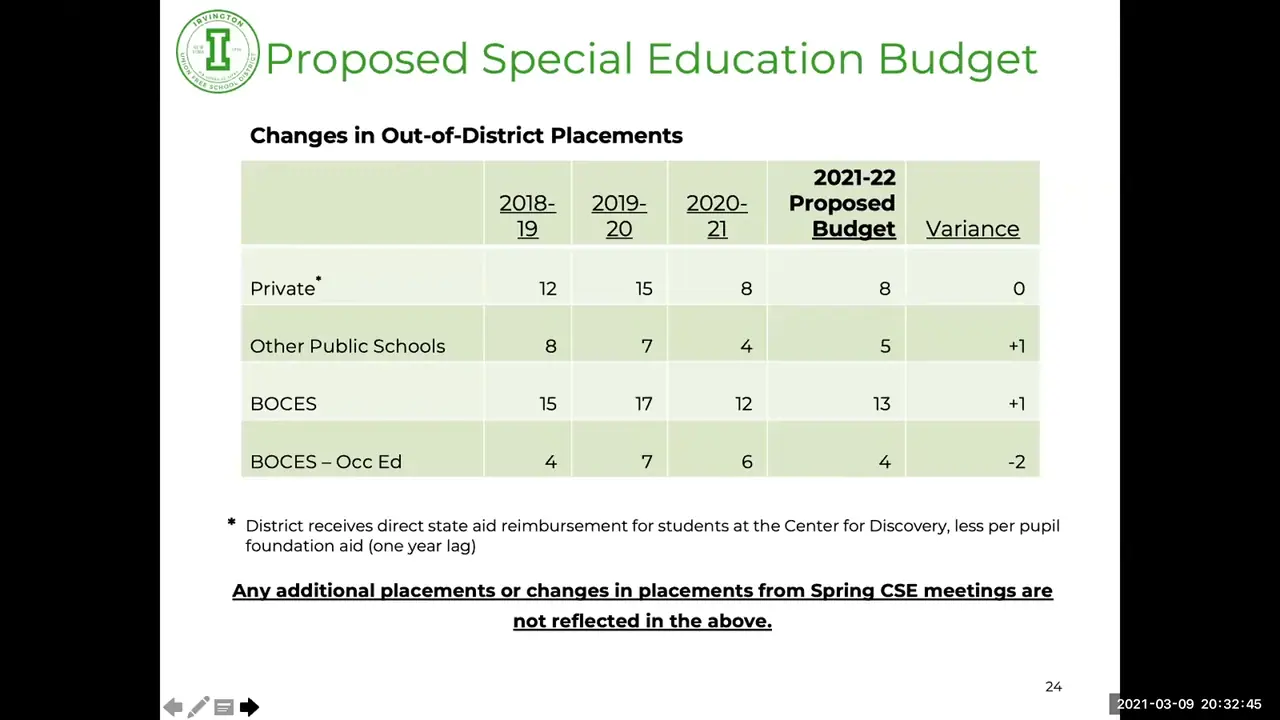 IRVINGTON
UNION FREE SCHOOL DISTRICT
I
Proposed Special Education Budget
Changes in Out-of-District Placements
2018-19 2019-20 2020-21 2021-22 Proposed Budget Variance
Private* 12 15 8 8 0
Other Public Schools 8 7 4 5 +1
BOCES 15 17 12 13 +1
BOCES – Occ Ed 4 7 6 4 -2
* District receives direct state aid reimbursement for students at the Center for Discovery, less per pupil
foundation aid (one year lag)
Any additional placements or changes in placements from Spring CSE meetings are
not reflected in the above.
24
2021-03-09 20:32:45